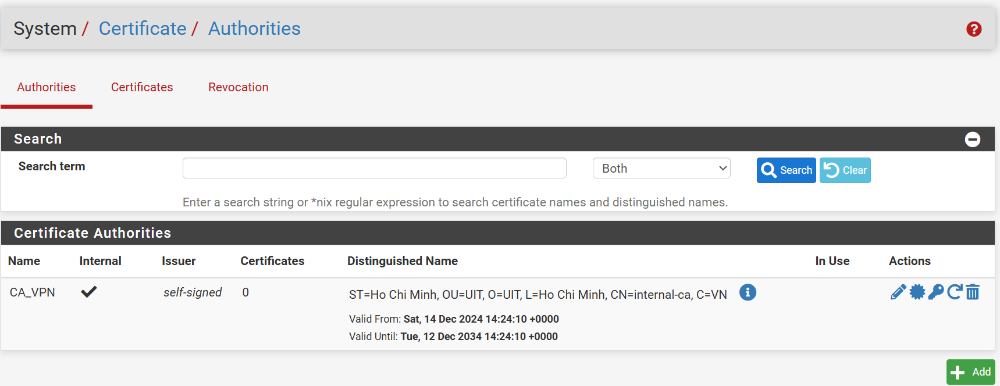 System / Certificate / Authorities
Authorities Certificates Revocation
Search
Search term Both Search Clear
Enter a search string or *nix regular expression to search certificate names and distinguished names.
Certificate Authorities
Name Internal Issuer Certificates Distinguished Name In Use Actions
CA_VPN self-signed 0 ST=Ho Chi Minh, OU=UIT, O=UIT, L=Ho Chi Minh, CN=internal-ca, C=VN
Valid From: Sat, 14 Dec 2024 14:24:10 +0000
Valid Until: Tue, 12 Dec 2034 14:24:10 +0000
Add